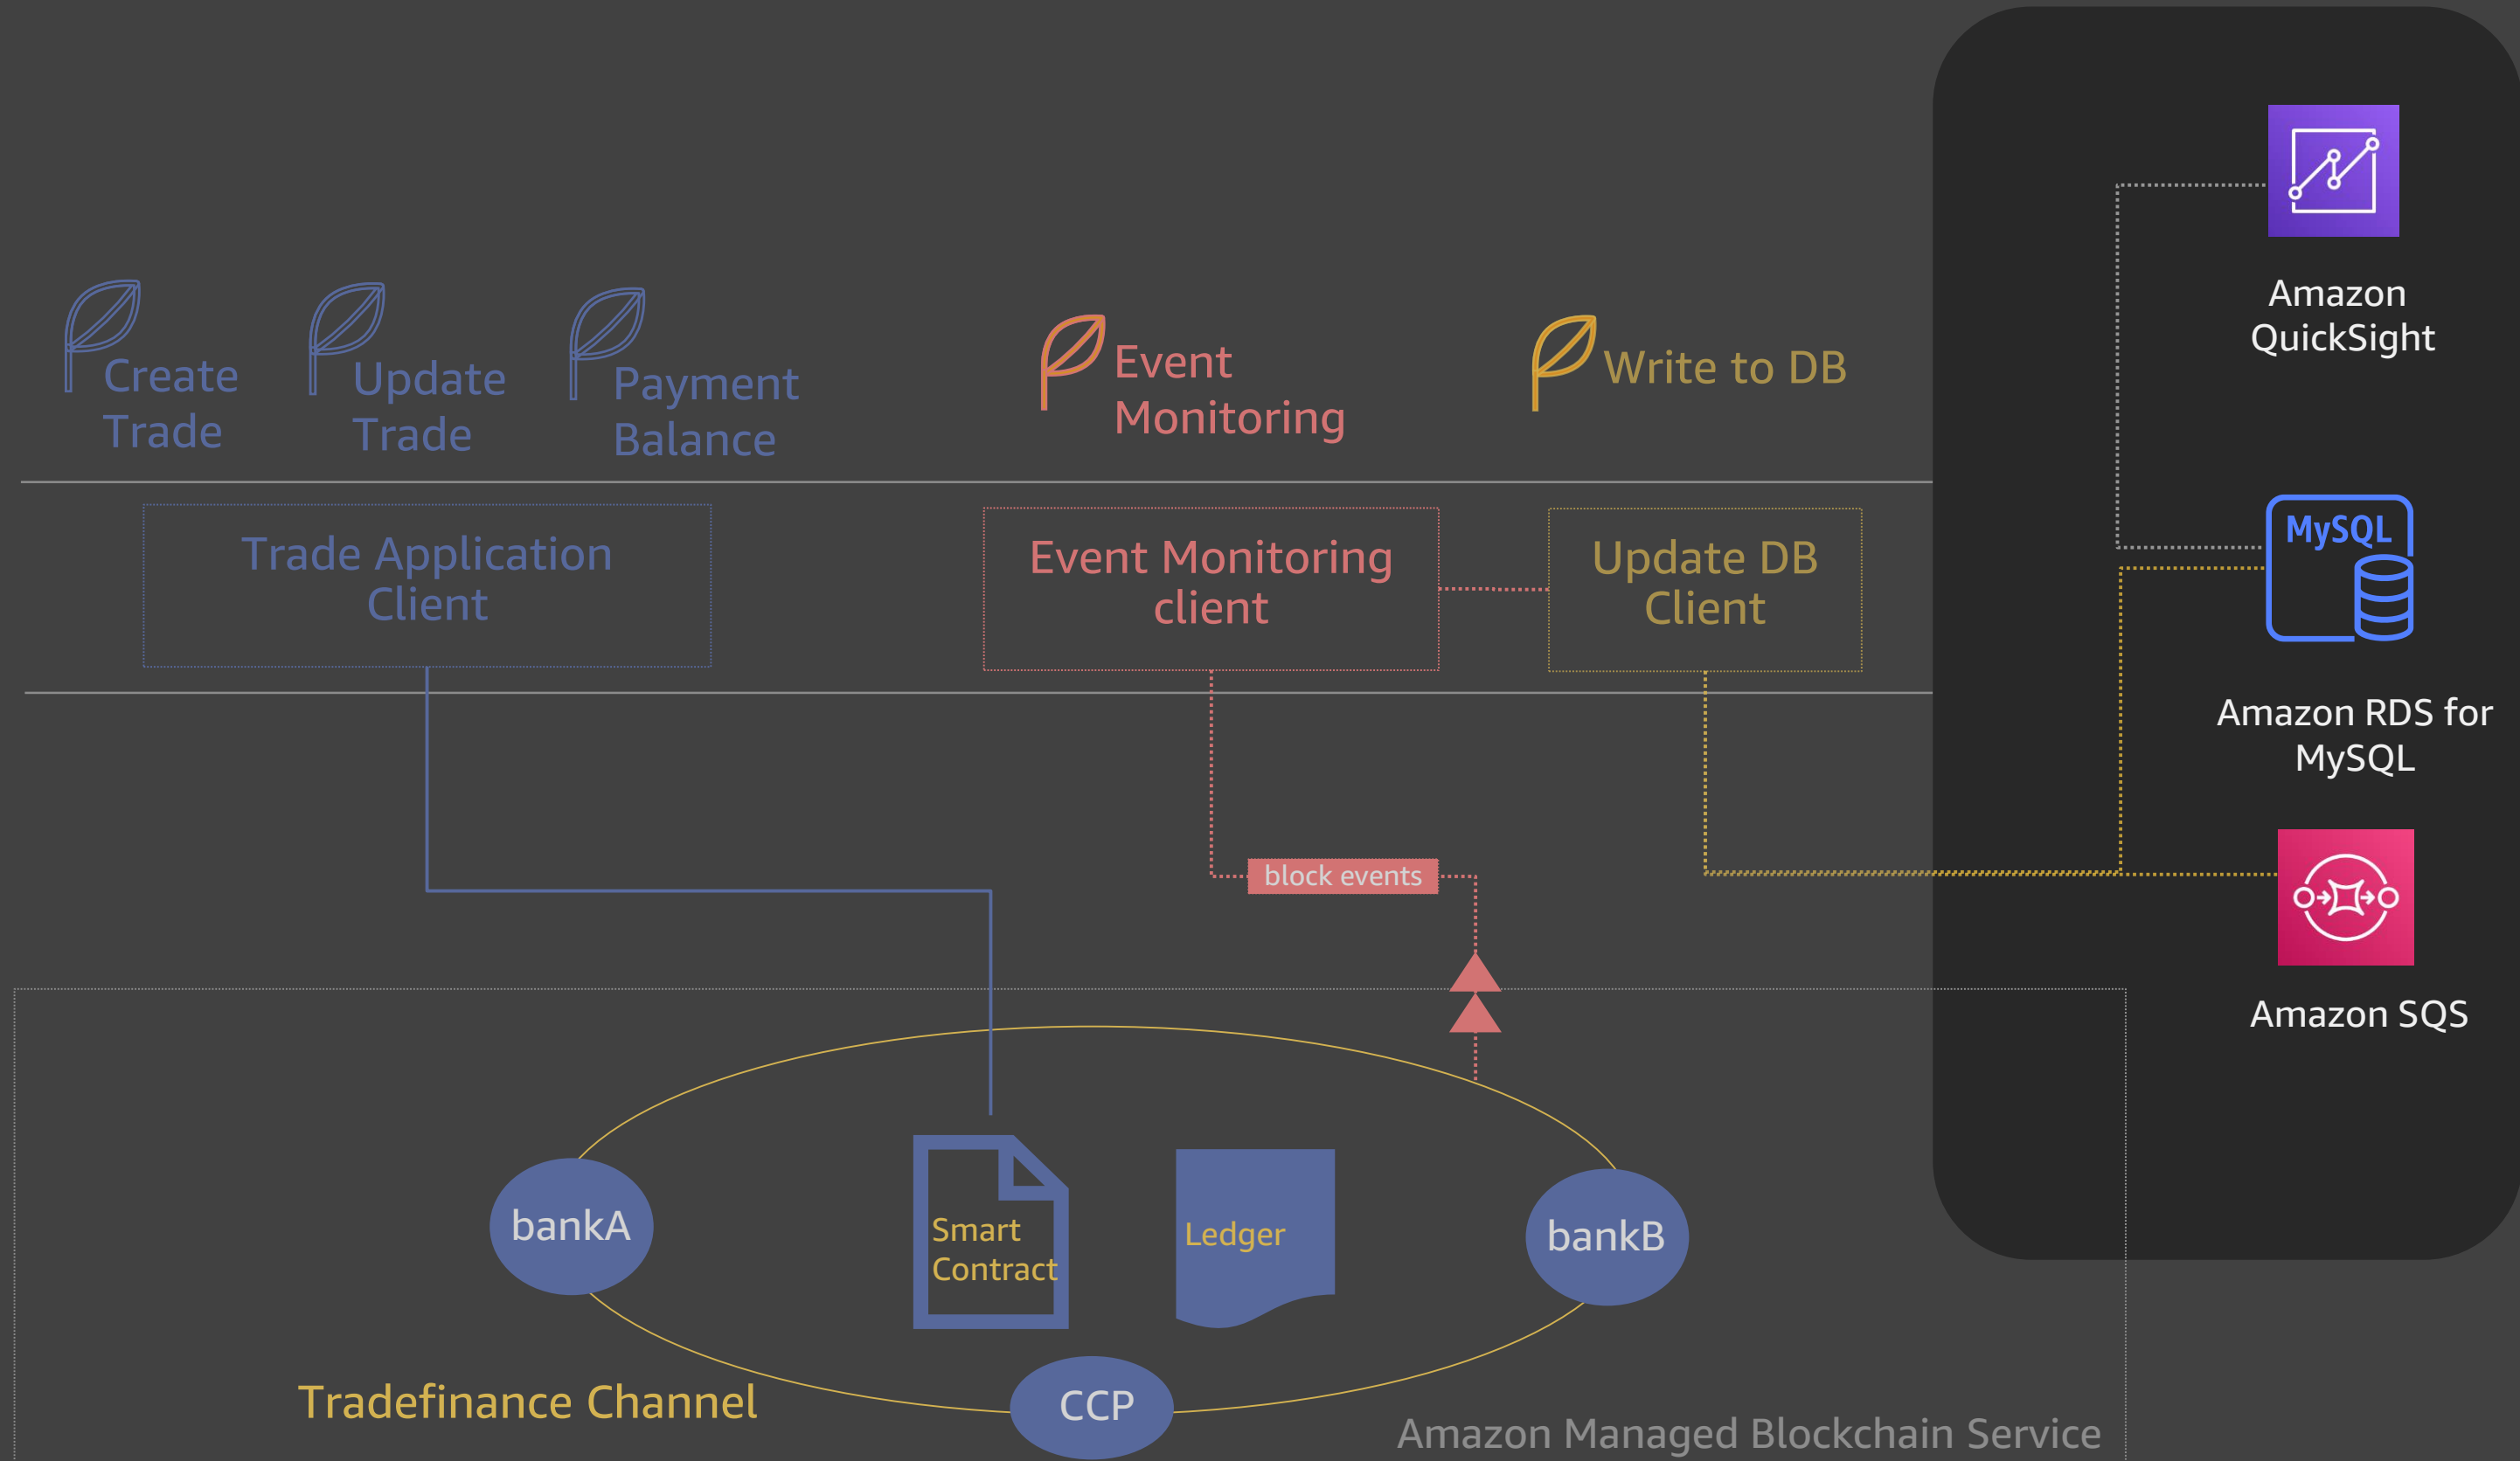 Amazon
QuickSight
Create
Trade
Update
Trade
Payment
Balance
Event
Monitoring
Write to DB
Trade Application
Client
Event Monitoring
client
Update DB
Client
MySQL
Amazon RDS for
MySQL
block events
Amazon SQS
bankA
Smart
Contract
Ledger
bankB
Tradefinance Channel
CCP
Amazon Managed Blockchain Service